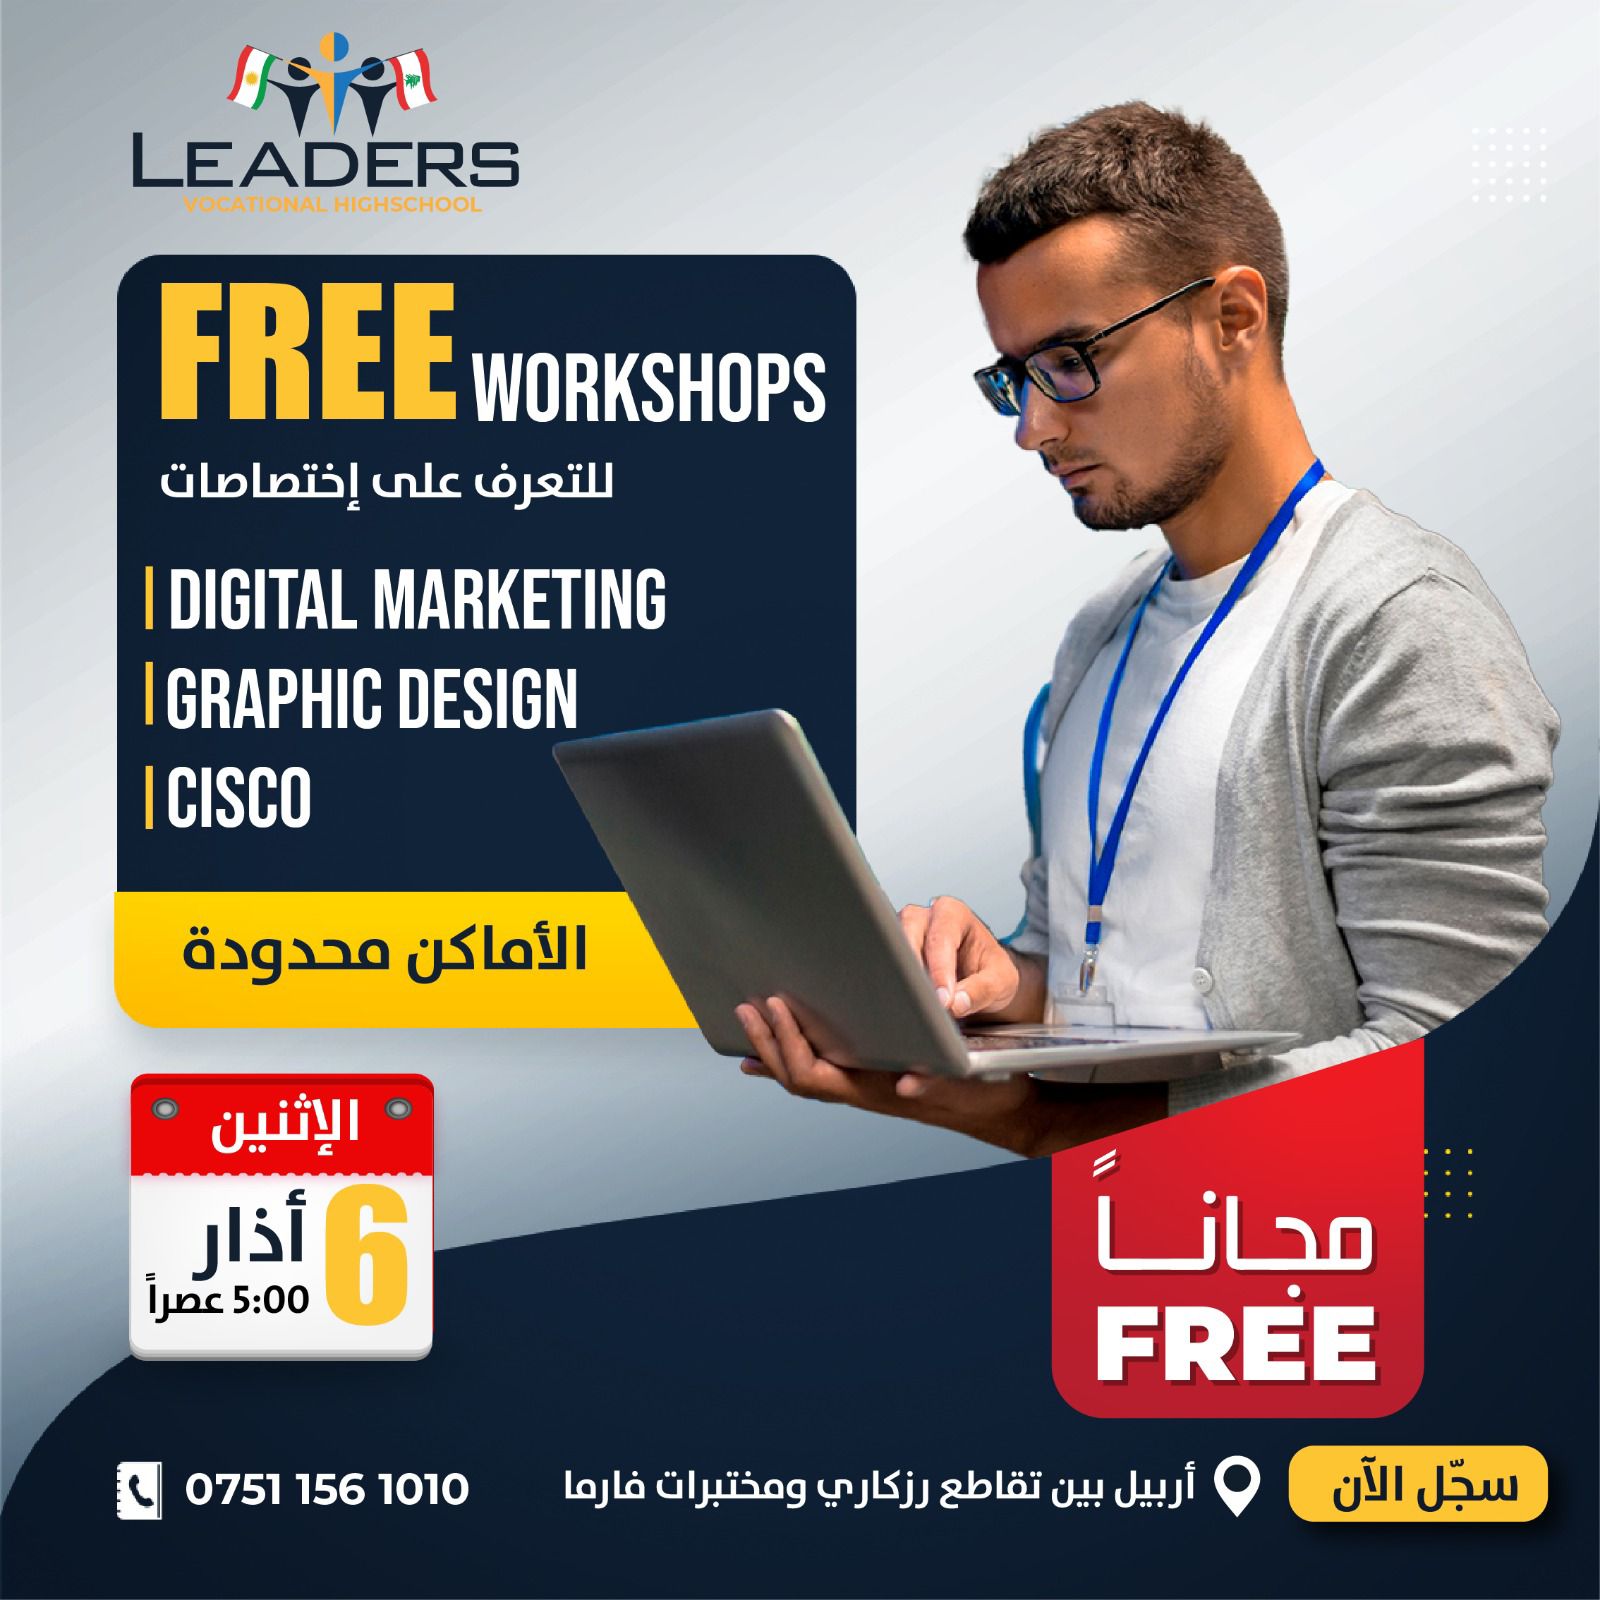 LEADERS
VOCATIONAL HIGHSCHOOL
FREE WORKSHOPS
للتعرف على إختصاصات
DIGITAL MARKETING
GRAPHIC DESIGN
CISCO
الأماكن محدودة
الإثنين
6 أذار
5:00 عصراً
مجاناً
FREE
سجّل الآن
أربيل بين تقاطع رزكاري ومختبرات فارما
0751 156 1010